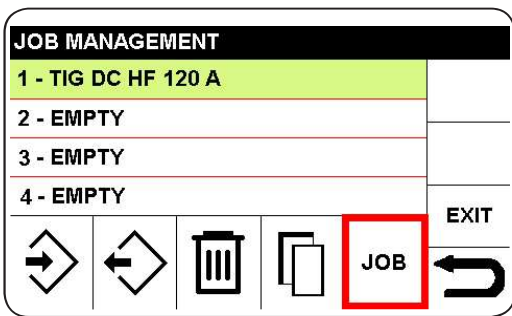 JOB MANAGEMENT
1 - TIG DC HF 120 A
2 - EMPTY
3 - EMPTY
4 - EMPTY
EXIT
JOB